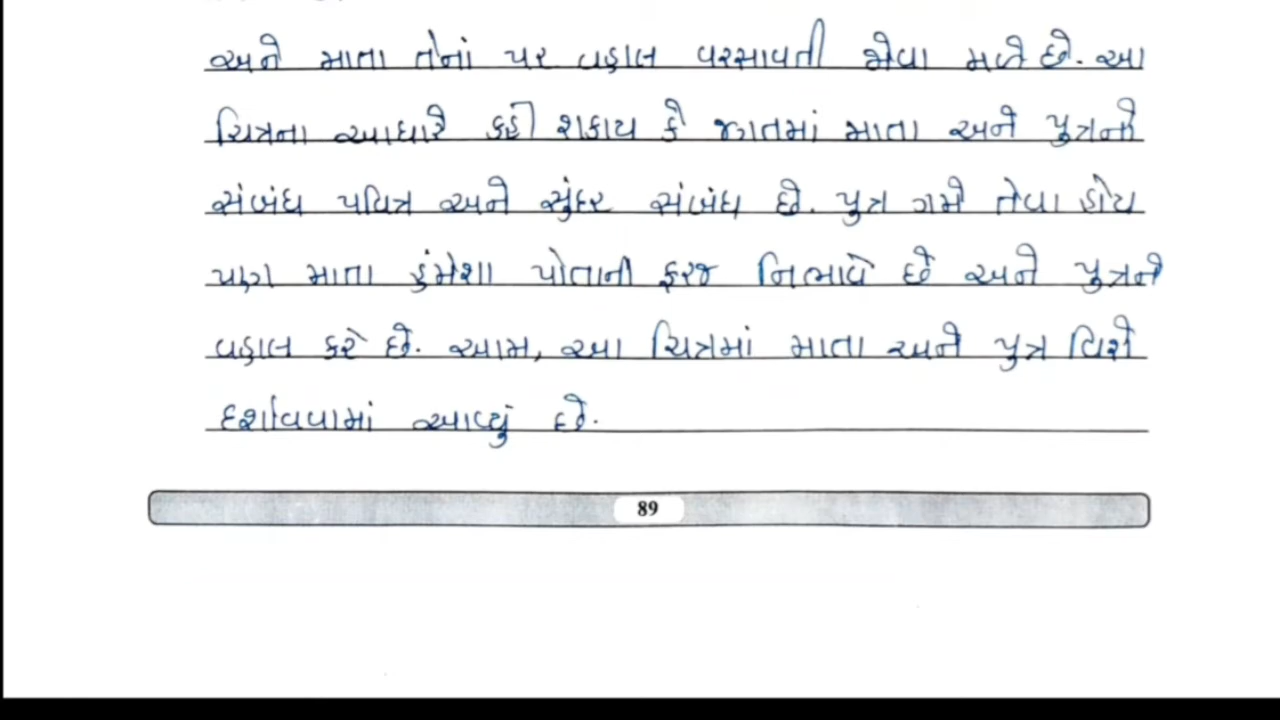 અને માતા તેનાં પર વહાલ વરસાવતી જોવા મળે છે. આ
ચિત્રના આધારે કહી શકાય કે જગતમાં માતા અને પુત્રનો
સંબંધ પવિત્ર અને સુંદર સંબંધ છે. પુત્ર ગમે તેવા હોય
પણ માતા હંમેશા પોતાની ફરજ નિભાવે છે અને પુત્રને
વહાલ કરે છે. આમ, આ ચિત્રમાં માતા અને પુત્ર વિશે
દર્શાવવામાં આવ્યું છે.
89